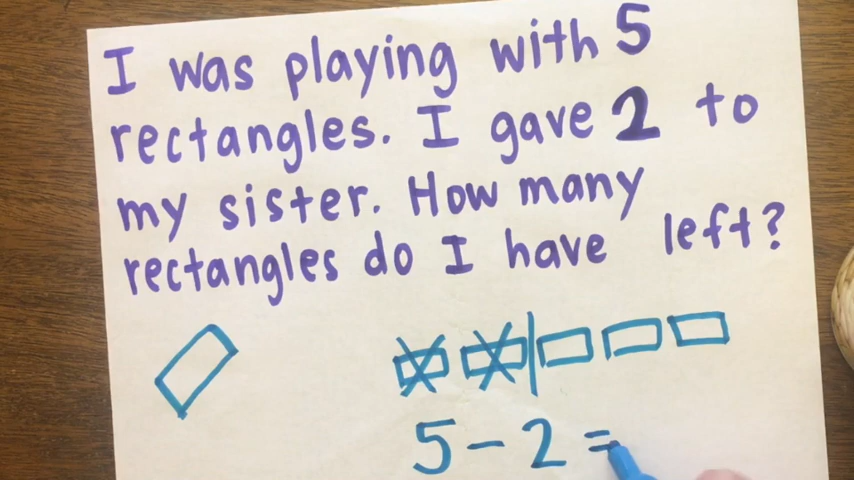 I was playing with 5
rectangles. I gave 2 to
my sister. How many
rectangles do I have left?
5 - 2 =